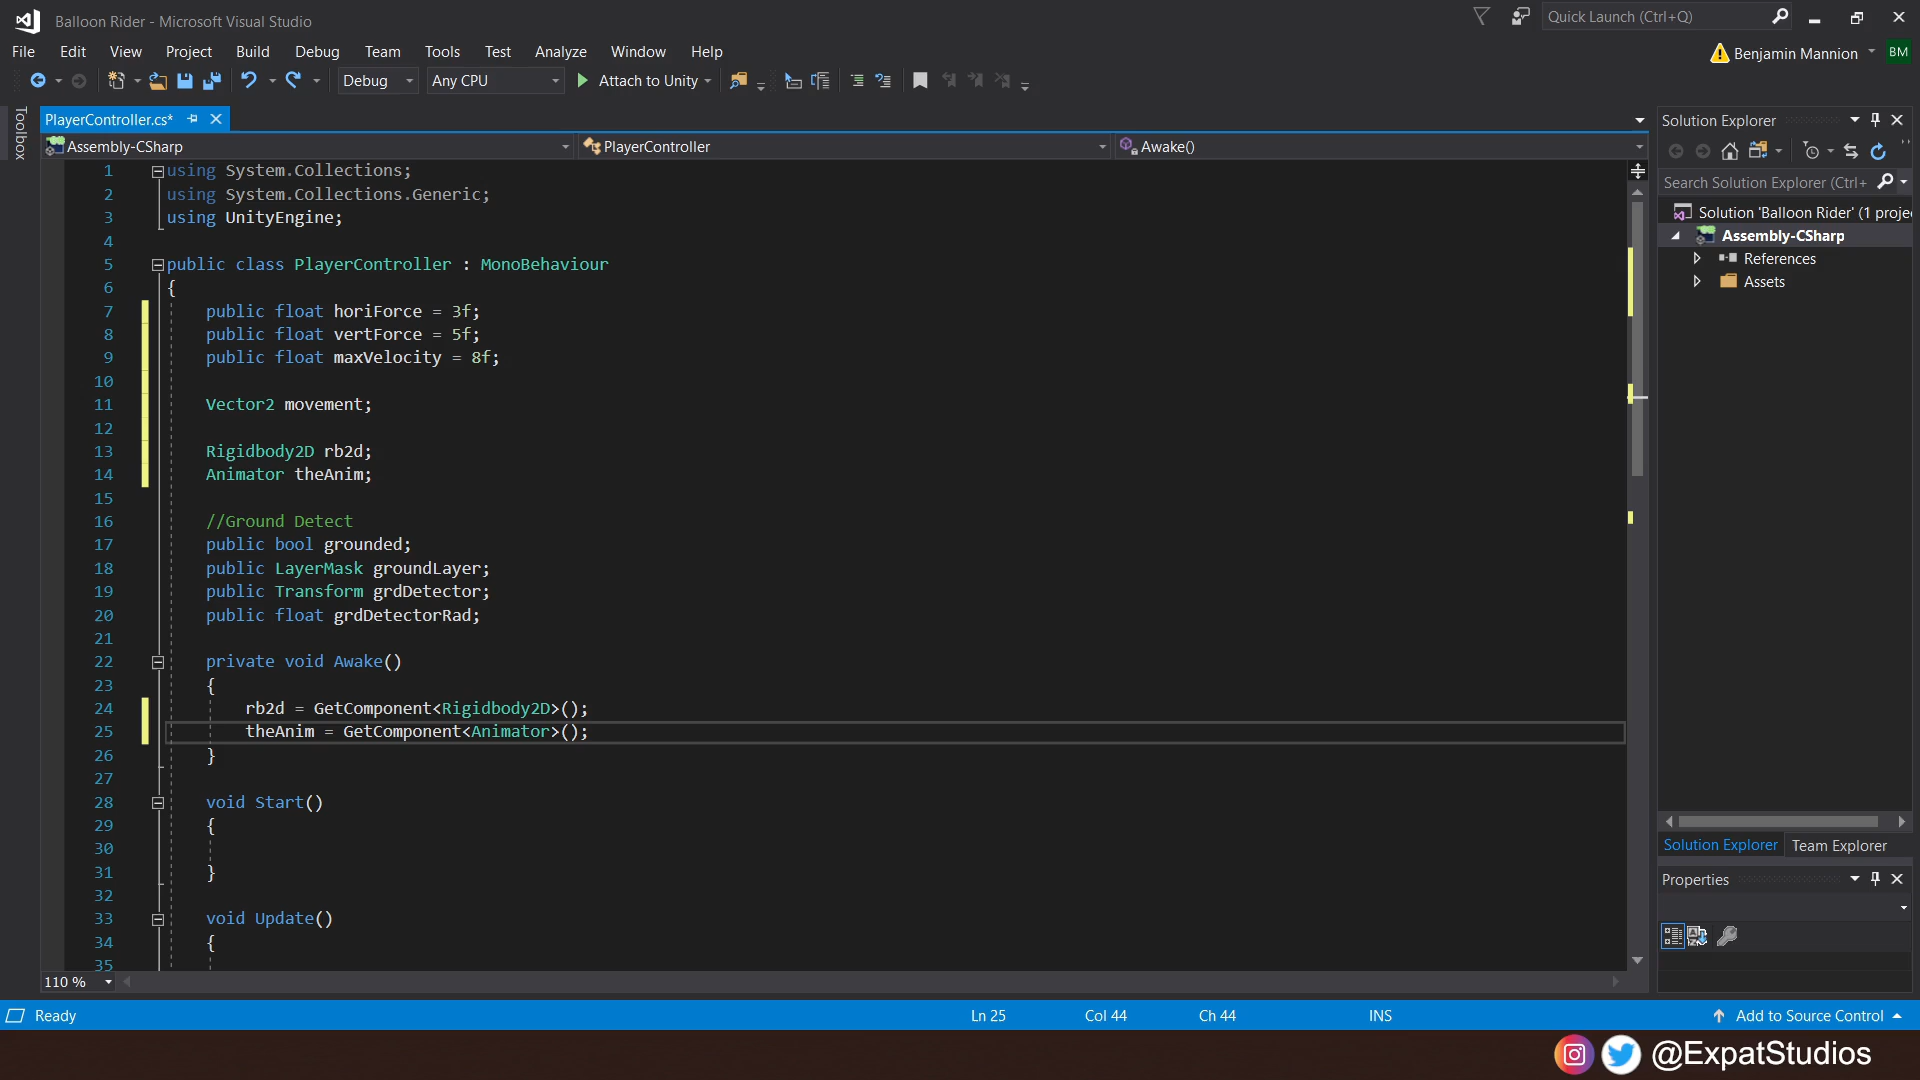 Balloon Rider - Microsoft Visual Studio
Quick Launch (Ctrl+Q)
File Edit View Project Build Debug Team Tools Test Analyze Window Help
Benjamin Mannion BM
Debug Any CPU Attach to Unity
Toolbox
PlayerController.cs*
Assembly-CSharp PlayerController Awake()
1 using System.Collections;
2 using System.Collections.Generic;
3 using UnityEngine;
4
5 public class PlayerController : MonoBehaviour
6 {
7 public float horiForce = 3f;
8 public float vertForce = 5f;
9 public float maxVelocity = 8f;
10
11 Vector2 movement;
12
13 Rigidbody2D rb2d;
14 Animator theAnim;
15
16 //Ground Detect
17 public bool grounded;
18 public LayerMask groundLayer;
19 public Transform grdDetector;
20 public float grdDetectorRad;
21
22 private void Awake()
23 {
24 rb2d = GetComponent<Rigidbody2D>();
25 theAnim = GetComponent<Animator>();
26 }
27
28 void Start()
29 {
30
31 }
32
33 void Update()
34 {
35
110 %
Solution Explorer
Search Solution Explorer (Ctrl+
Solution 'Balloon Rider' (1 proje
Assembly-CSharp
References
Assets
Solution Explorer Team Explorer
Properties
Ready Ln 25 Col 44 Ch 44 INS Add to Source Control
@ExpatStudios